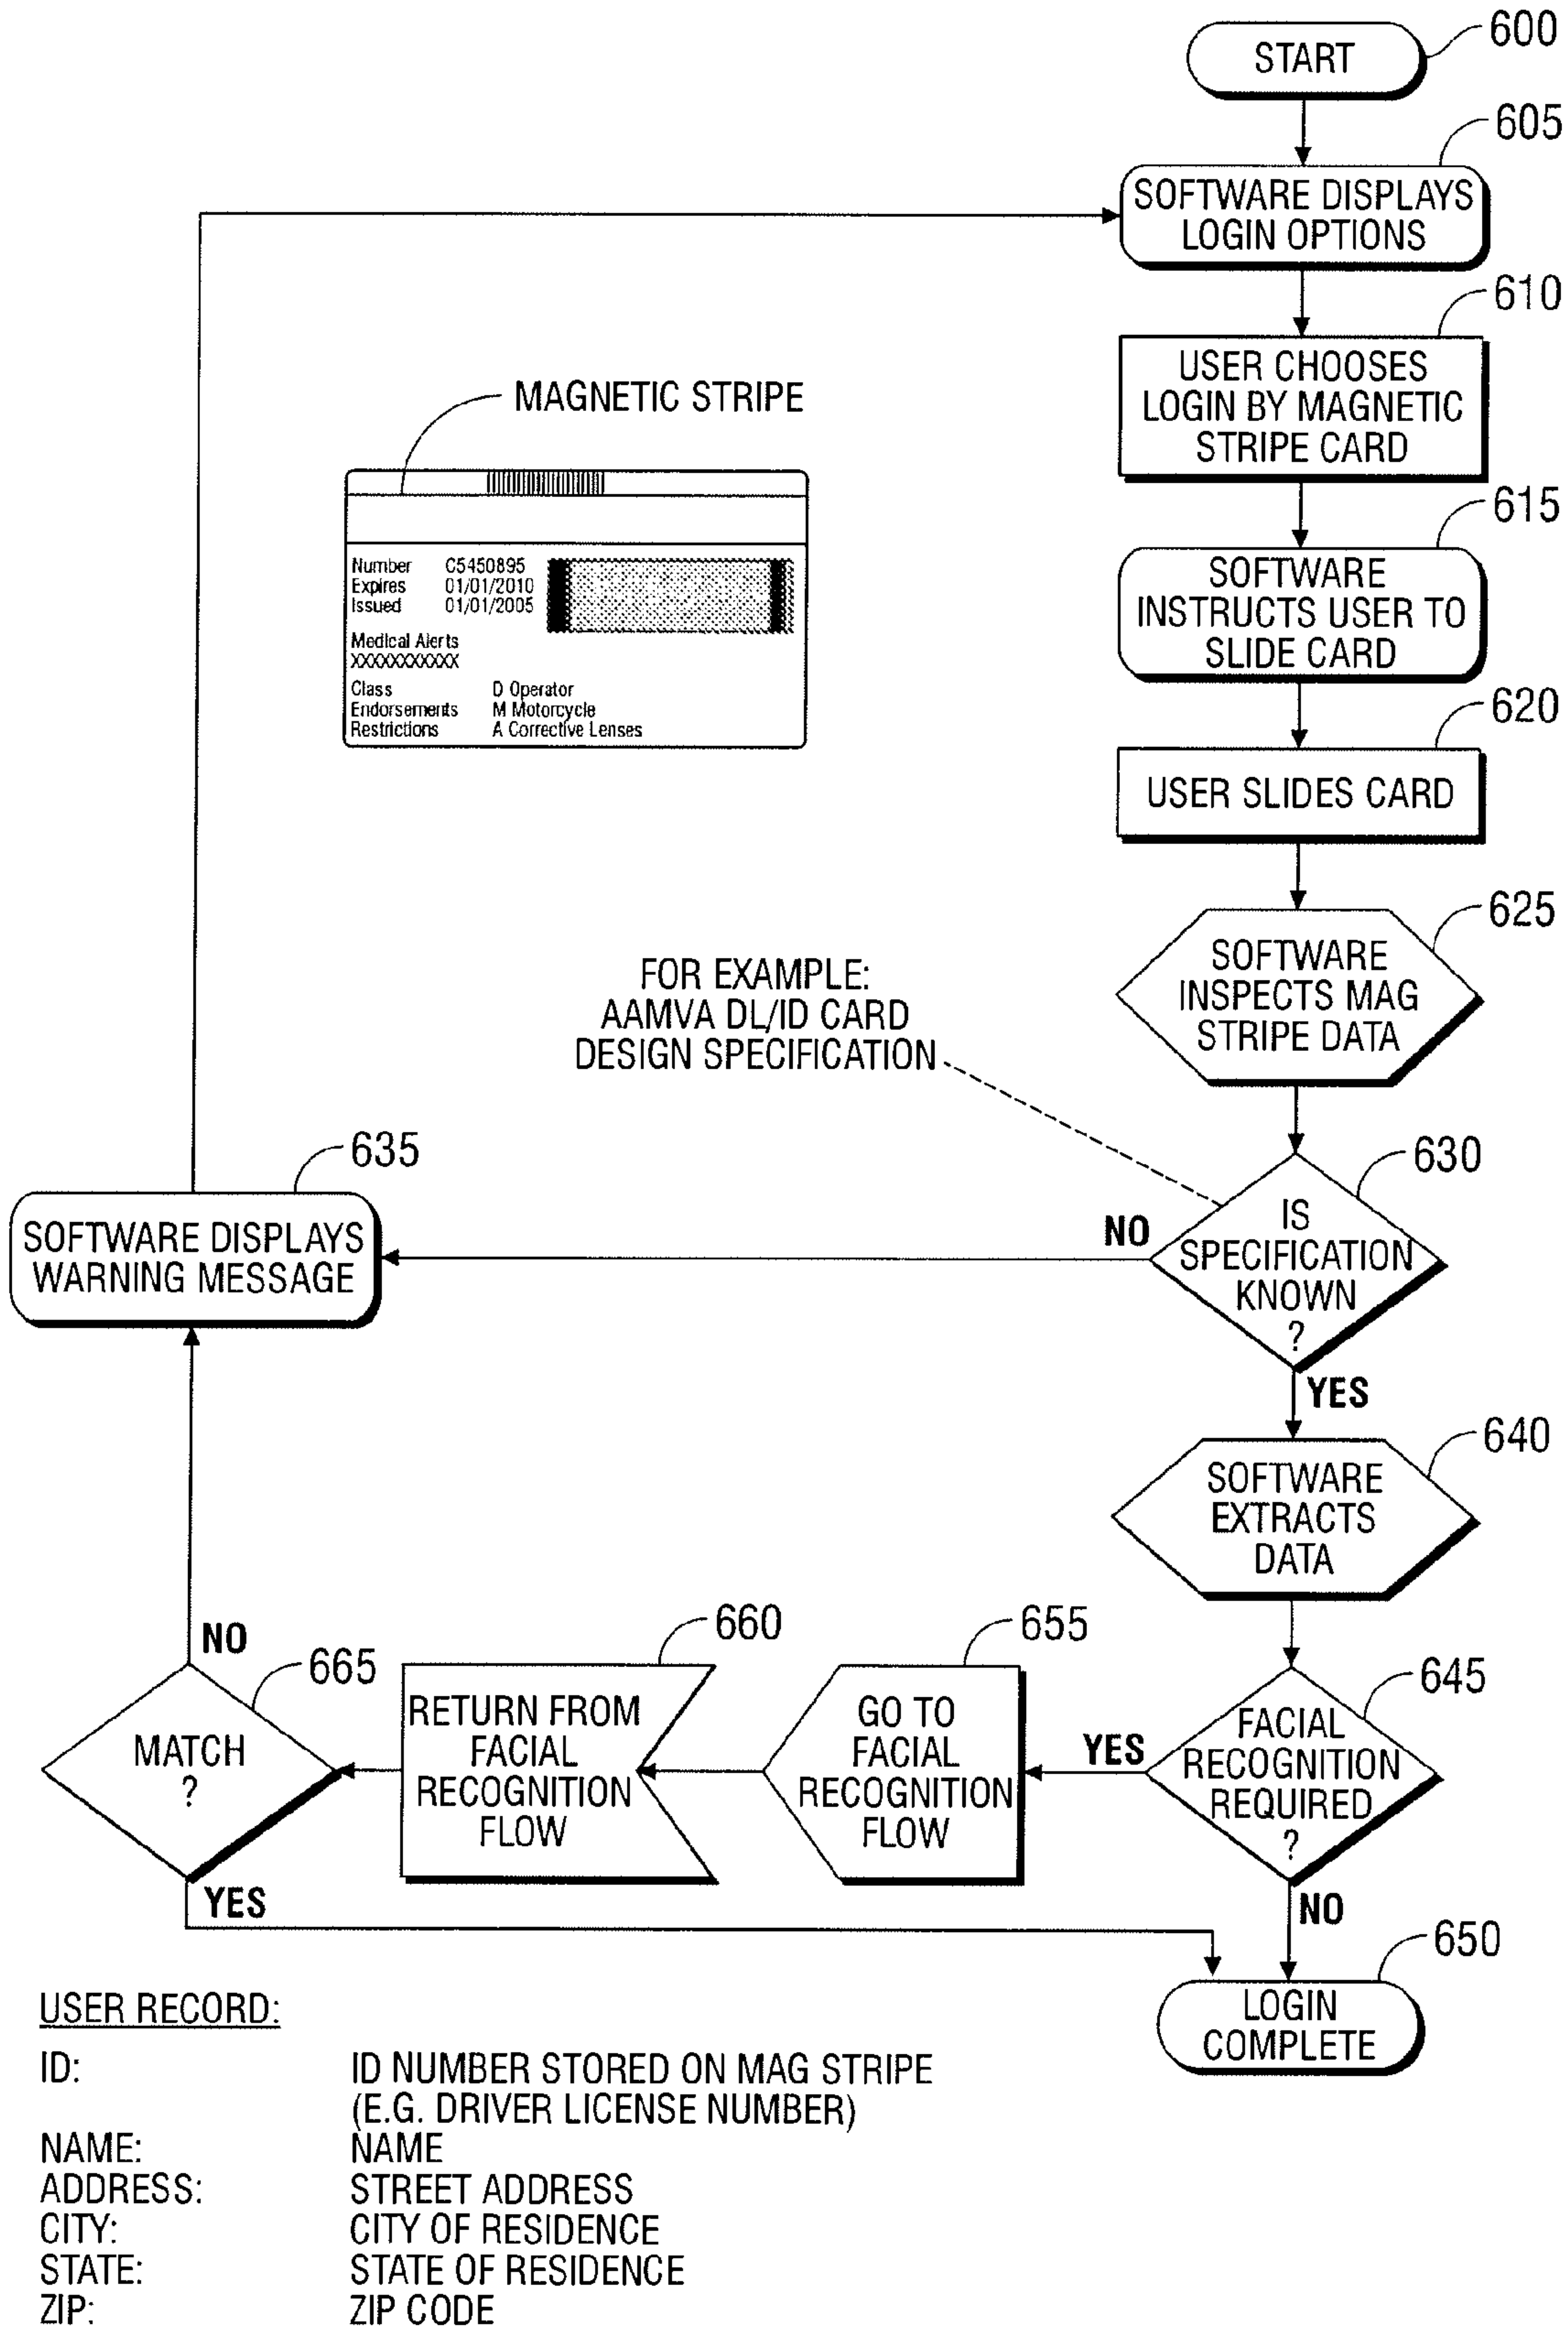 START
600
605
SOFTWARE DISPLAYS
LOGIN OPTIONS
610
USER CHOOSES
LOGIN BY MAGNETIC
STRIPE CARD
MAGNETIC STRIPE
Number C5450895
Expires 01/01/2010
Issued 01/01/2005
Medical Alerts
XXXXXXXXXXX
Class D Operator
Endorsements M Motorcycle
Restrictions A Corrective Lenses
615
SOFTWARE
INSTRUCTS USER TO
SLIDE CARD
620
USER SLIDES CARD
625
SOFTWARE
INSPECTS MAG
STRIPE DATA
FOR EXAMPLE:
AAMVA DL/ID CARD
DESIGN SPECIFICATION
630
IS
SPECIFICATION
KNOWN
?
NO
YES
635
SOFTWARE DISPLAYS
WARNING MESSAGE
640
SOFTWARE
EXTRACTS
DATA
645
FACIAL
RECOGNITION
REQUIRED
?
YES
NO
655
GO TO
FACIAL
RECOGNITION
FLOW
660
RETURN FROM
FACIAL
RECOGNITION
FLOW
665
MATCH
?
NO
YES
650
LOGIN
COMPLETE
USER RECORD:
ID: ID NUMBER STORED ON MAG STRIPE
(E.G. DRIVER LICENSE NUMBER)
NAME: NAME
ADDRESS: STREET ADDRESS
CITY: CITY OF RESIDENCE
STATE: STATE OF RESIDENCE
ZIP: ZIP CODE